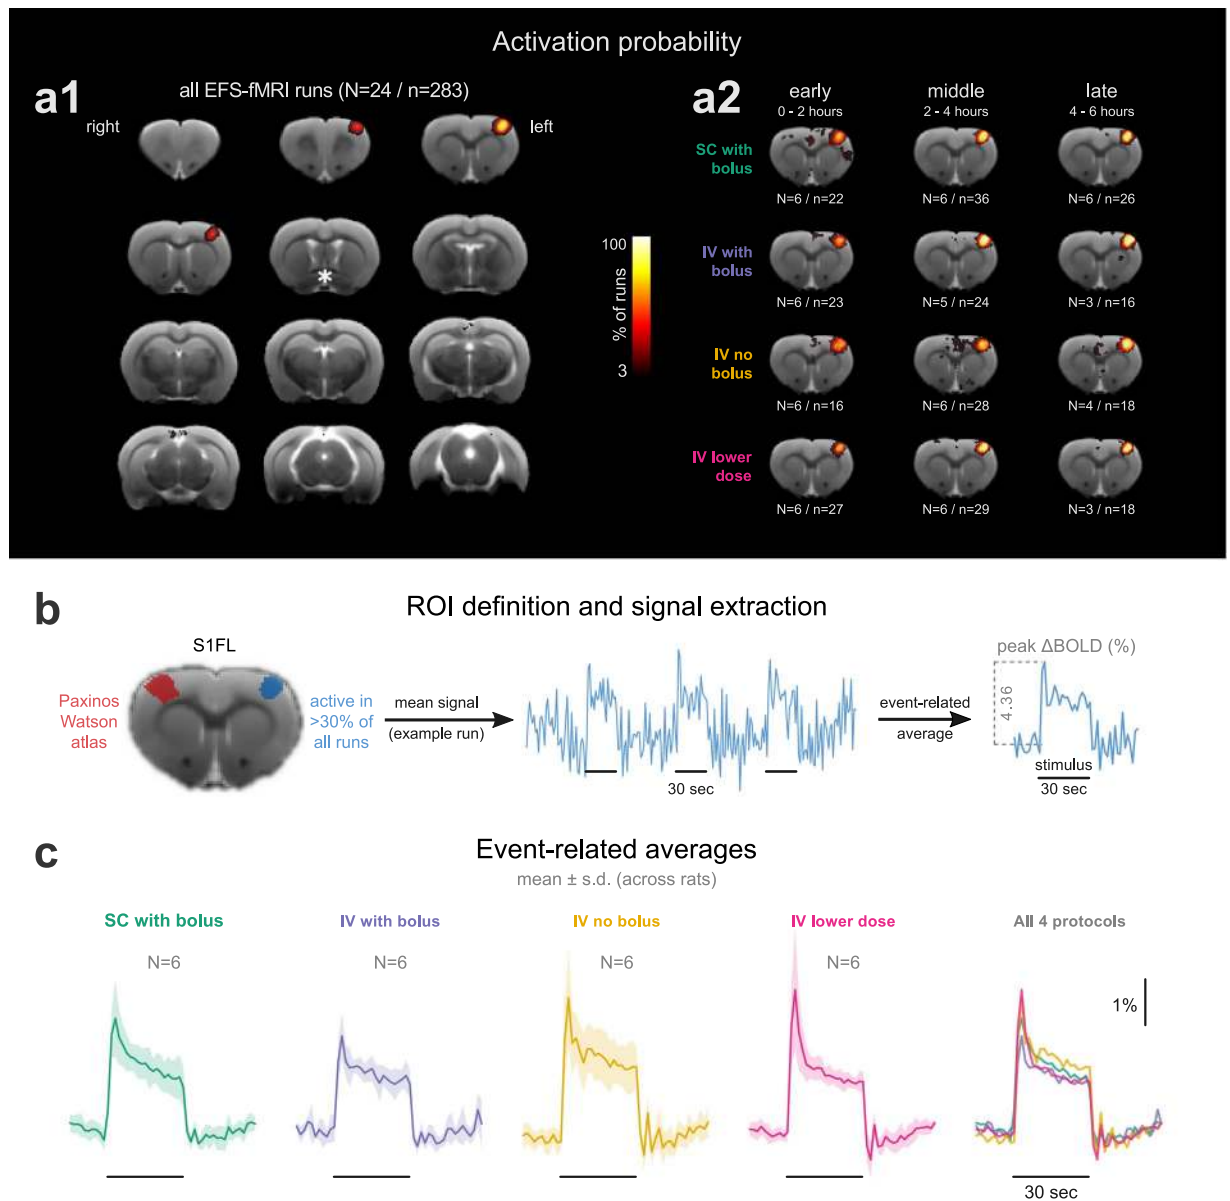 Activation probability
a1
all EFS-fMRI runs (N=24 / n=283)
right
left
*
100
% of runs
3
a2
early
0 - 2 hours
middle
2 - 4 hours
late
4 - 6 hours
SC with
bolus
N=6 / n=22
N=6 / n=36
N=6 / n=26
IV with
bolus
N=6 / n=23
N=5 / n=24
N=3 / n=16
IV no
bolus
N=6 / n=16
N=6 / n=28
N=4 / n=18
IV lower
dose
N=6 / n=27
N=6 / n=29
N=3 / n=18
b
ROI definition and signal extraction
S1FL
Paxinos
Watson
atlas
active in
>30% of
all runs
mean signal
(example run)
30 sec
event-related
average
peak ΔBOLD (%)
4.36
stimulus
30 sec
c
Event-related averages
mean ± s.d. (across rats)
SC with bolus
N=6
IV with bolus
N=6
IV no bolus
N=6
IV lower dose
N=6
All 4 protocols
1%
30 sec